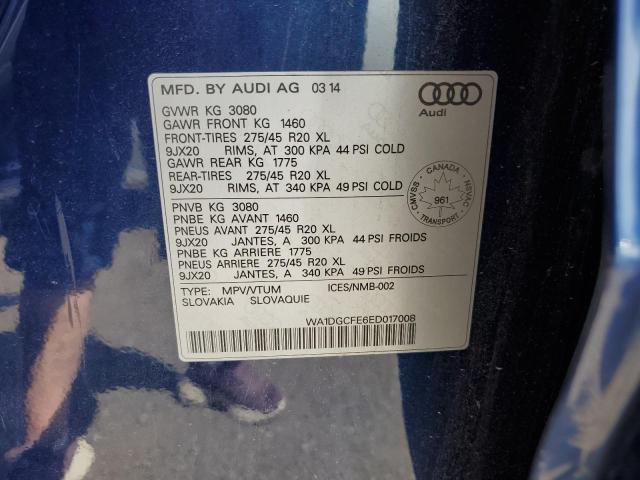 MFD. BY AUDI AG 03 14
Audi
GVWR KG 3080
GAWR FRONT KG 1460
FRONT-TIRES 275/45 R20 XL
9JX20 RIMS, AT 300 KPA 44 PSI COLD
GAWR REAR KG 1775
REAR-TIRES 275/45 R20 XL
9JX20 RIMS, AT 340 KPA 49 PSI COLD
CANADA
CMVSS
NSVAC
961
TRANSPORT
PNVB KG 3080
PNBE KG AVANT 1460
PNEUS AVANT 275/45 R20 XL
9JX20 JANTES, A 300 KPA 44 PSI FROIDS
PNBE KG ARRIERE 1775
PNEUS ARRIERE 275/45 R20 XL
9JX20 JANTES, A 340 KPA 49 PSI FROIDS
TYPE: MPV/VTUM ICES/NMB-002
SLOVAKIA SLOVAQUIE
WA1DGCFE6ED017008